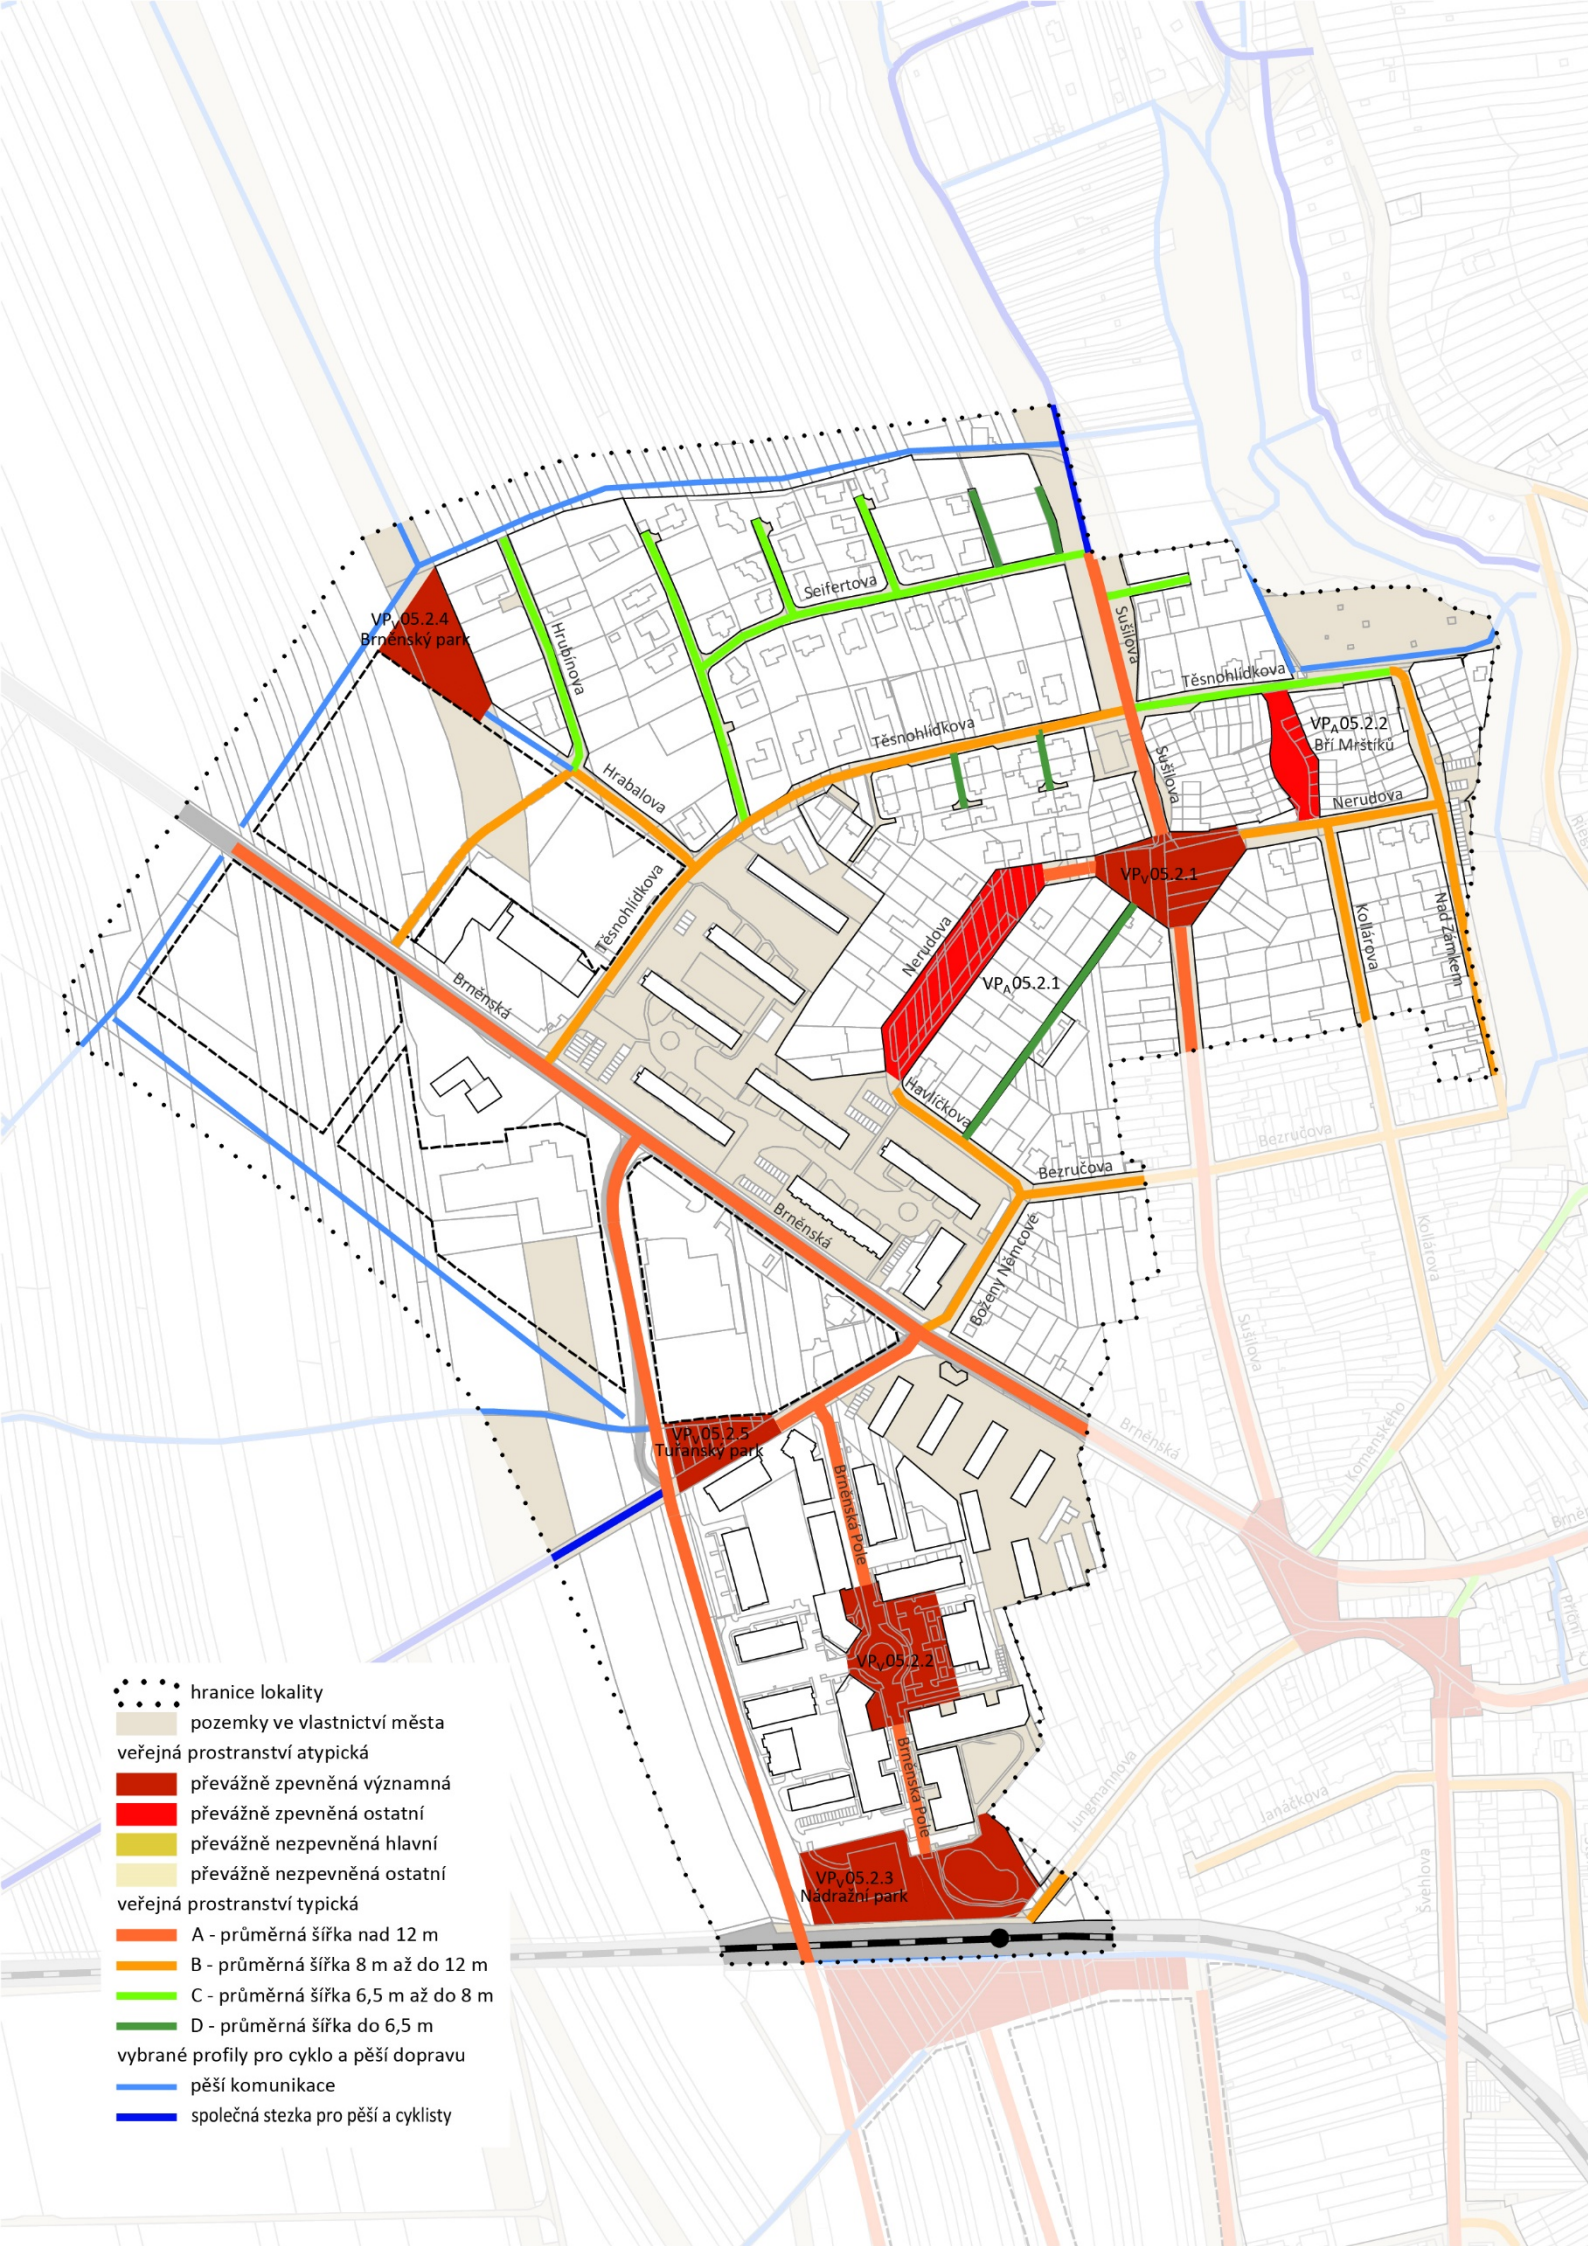 VPV05.2.4
Brněnský park
Hrubínova
Seifertova
Sušilova
Těsnohlídkova
Těsnohlídkova
VPA05.2.2
Bří Mrštíků
Hrabalova
Sušilova
Nerudova
VPV05.2.1
Těsnohlídkova
Nerudova
Kollárova
Nad Zámkem
Brněnská
VPA05.2.1
Havlíčkova
Bezručova
Bezručova
Brněnská
Boženy Němcové
Kollárova
Sušilova
Brněnská
Komenského
VPV05.2.5
Tuřanský park
Brněnská Pole
Příční
VPV05.2.2
Brněnská Pole
Jungmannova
Janáčkova
Švehlova
VPV05.2.3
Nádražní park
hranice lokality
pozemky ve vlastnictví města
veřejná prostranství atypická
převážně zpevněná významná
převážně zpevněná ostatní
převážně nezpevněná hlavní
převážně nezpevněná ostatní
veřejná prostranství typická
A - průměrná šířka nad 12 m
B - průměrná šířka 8 m až do 12 m
C - průměrná šířka 6,5 m až do 8 m
D - průměrná šířka do 6,5 m
vybrané profily pro cyklo a pěší dopravu
pěší komunikace
společná stezka pro pěší a cyklisty